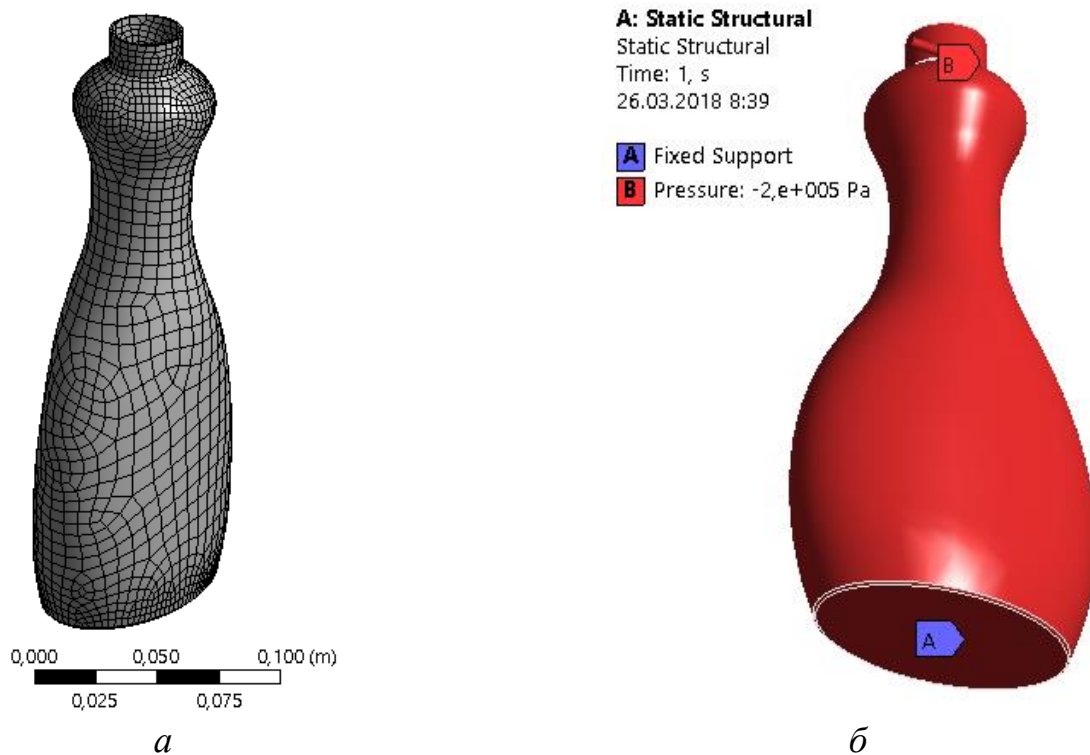 A: Static Structural
Static Structural
Time: 1, s
26.03.2018 8:39
A Fixed Support
B Pressure: -2,e+005 Pa
B
A
0,000 0,050 0,100 (m)
0,025 0,075
а б